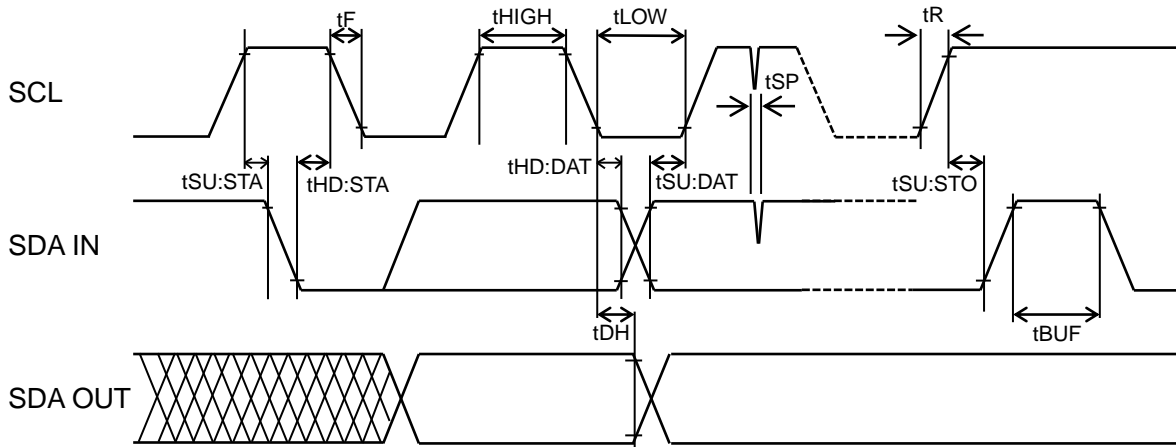 tF
tHIGH
tLOW
tR
SCL
tSP
tSU:STA
tHD:STA
tHD:DAT
tSU:DAT
tSU:STO
SDA IN
tDH
tBUF
SDA OUT